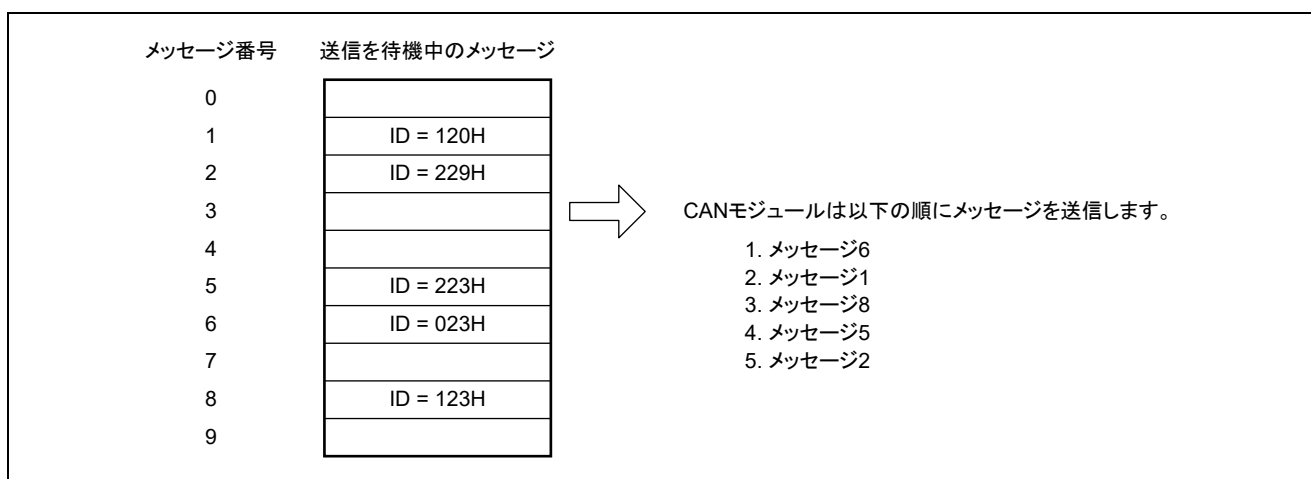 メッセージ番号 送信を待機中のメッセージ
0
1 ID = 120H
2 ID = 229H
3
CANモジュールは以下の順にメッセージを送信します。
4
1. メッセージ6
5 ID = 223H
2. メッセージ1
3. メッセージ8
6 ID = 023H
4. メッセージ5
7
5. メッセージ2
8 ID = 123H
9